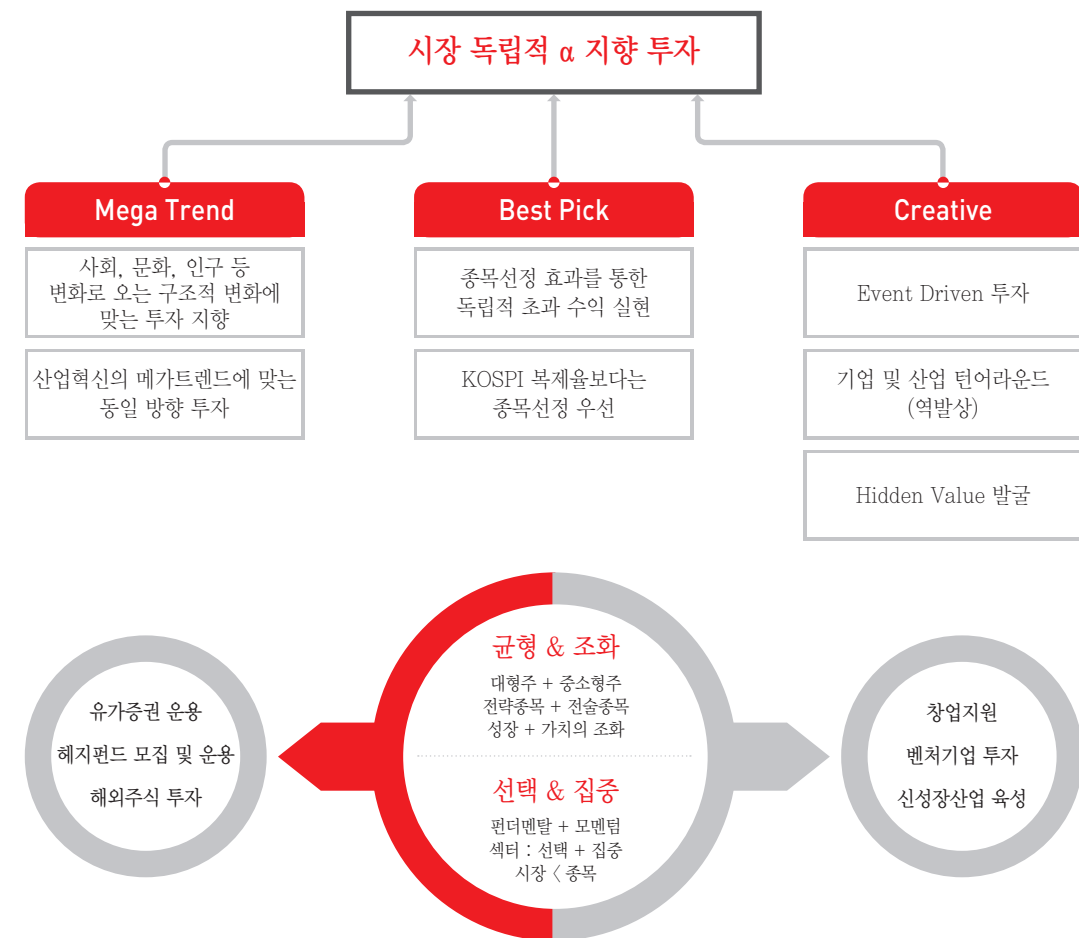 시장 독립적 α 지향 투자
Mega Trend
사회, 문화, 인구 등
변화로 오는 구조적 변화에
맞는 투자 지향
산업혁신의 메가트렌드에 맞는
동일 방향 투자
Best Pick
종목선정 효과를 통한
독립적 초과 수익 실현
KOSPI 복제율보다는
종목선정 우선
Creative
Event Driven 투자
기업 및 산업 턴어라운드
(역발상)
Hidden Value 발굴
유가증권 운용
헤지펀드 모집 및 운용
해외주식 투자
균형 & 조화
대형주 + 중소형주
전략종목 + 전술종목
성장 + 가치의 조화
선택 & 집중
펀더멘탈 + 모멘텀
섹터 : 선택 + 집중
시장 〈 종목
창업지원
벤처기업 투자
신성장산업 육성